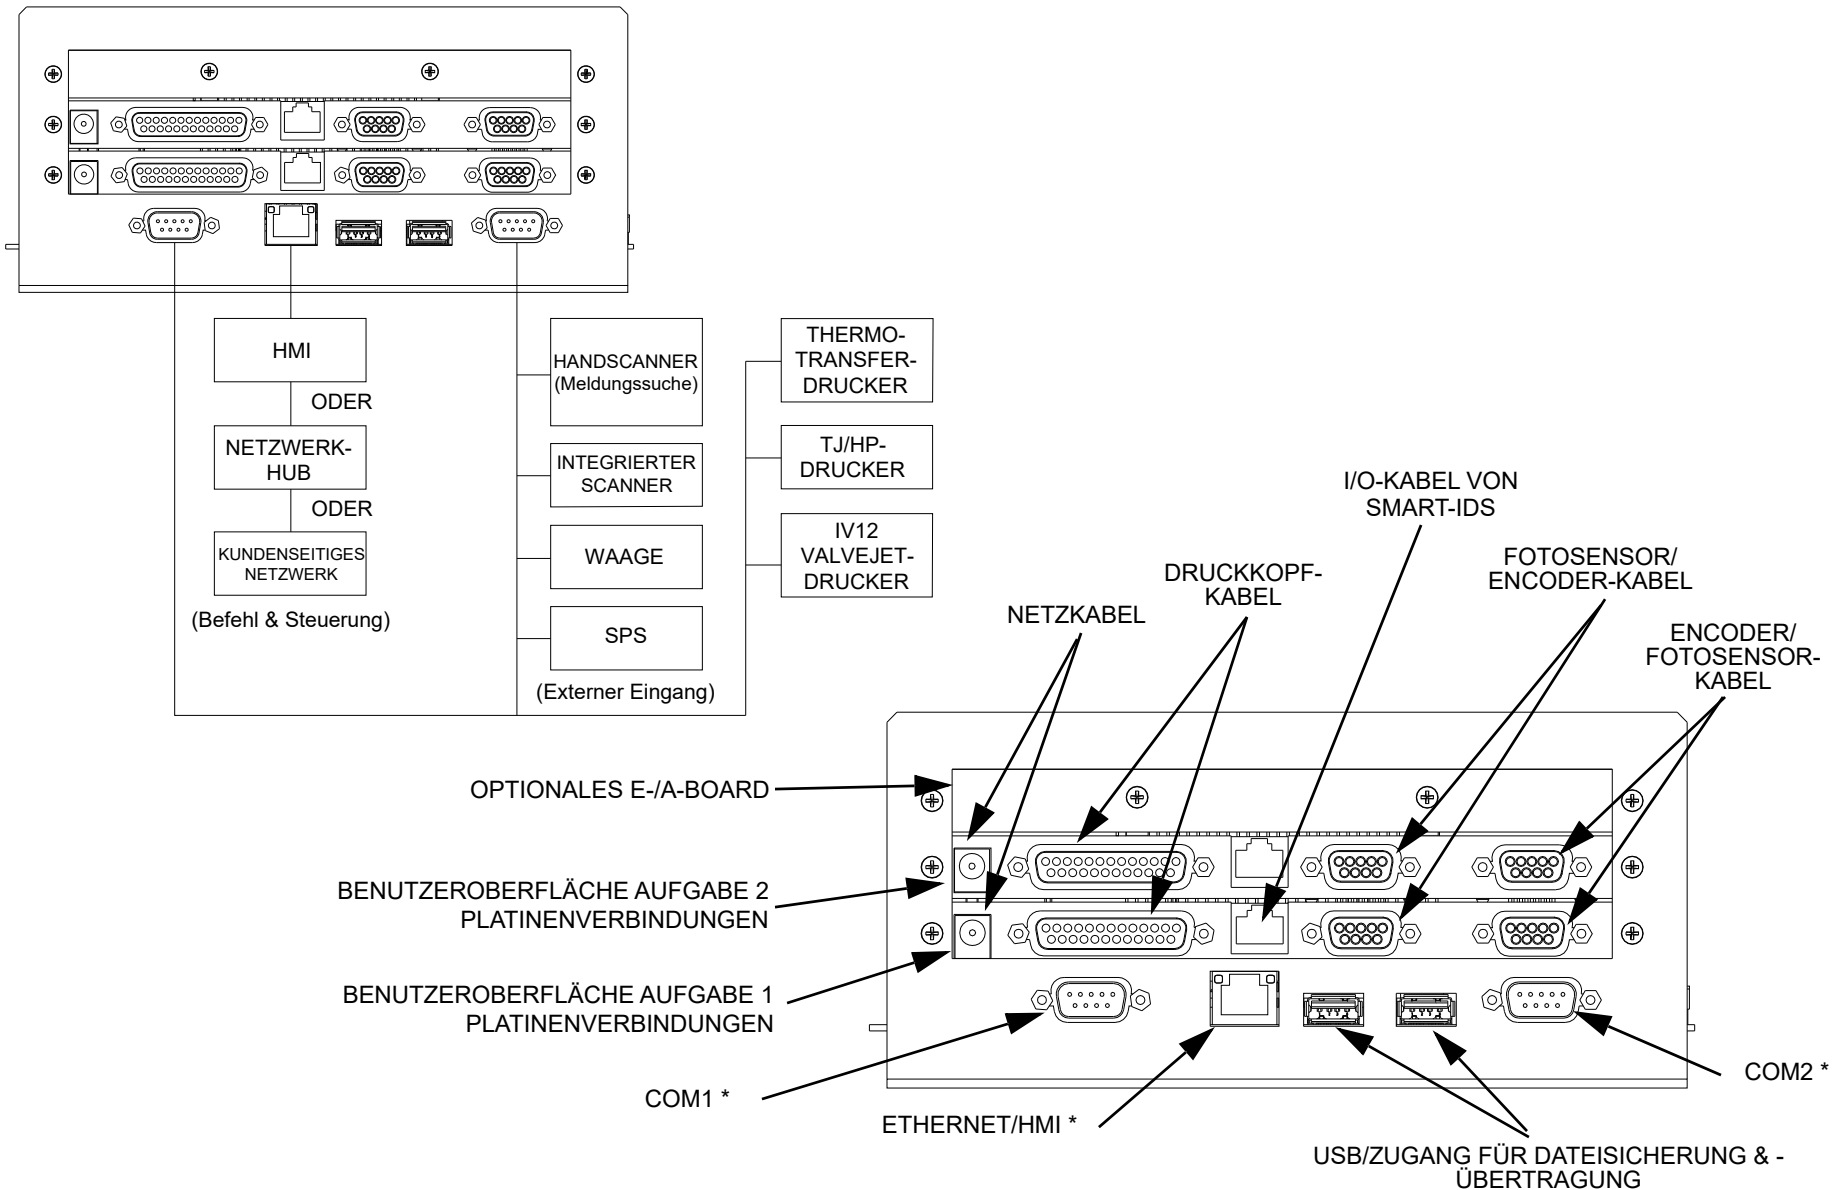 HMI
ODER
NETZWERK-
HUB
ODER
KUNDENSEITIGES
NETZWERK
(Befehl & Steuerung)
HANDSCANNER
(Meldungssuche)
INTEGRIERTER
SCANNER
WAAGE
SPS
(Externer Eingang)
THERMO-
TRANSFER-
DRUCKER
TJ/HP-
DRUCKER
IV12
VALVEJET-
DRUCKER
I/O-KABEL VON
SMART-IDS
FOTOSENSOR/
ENCODER-KABEL
DRUCKKOPF-
KABEL
NETZKABEL
ENCODER/
FOTOSENSOR-
KABEL
OPTIONALES E-/A-BOARD
BENUTZEROBERFLÄCHE AUFGABE 2
PLATINENVERBINDUNGEN
BENUTZEROBERFLÄCHE AUFGABE 1
PLATINENVERBINDUNGEN
COM1 *
ETHERNET/HMI *
COM2 *
USB/ZUGANG FÜR DATEISICHERUNG & -
ÜBERTRAGUNG